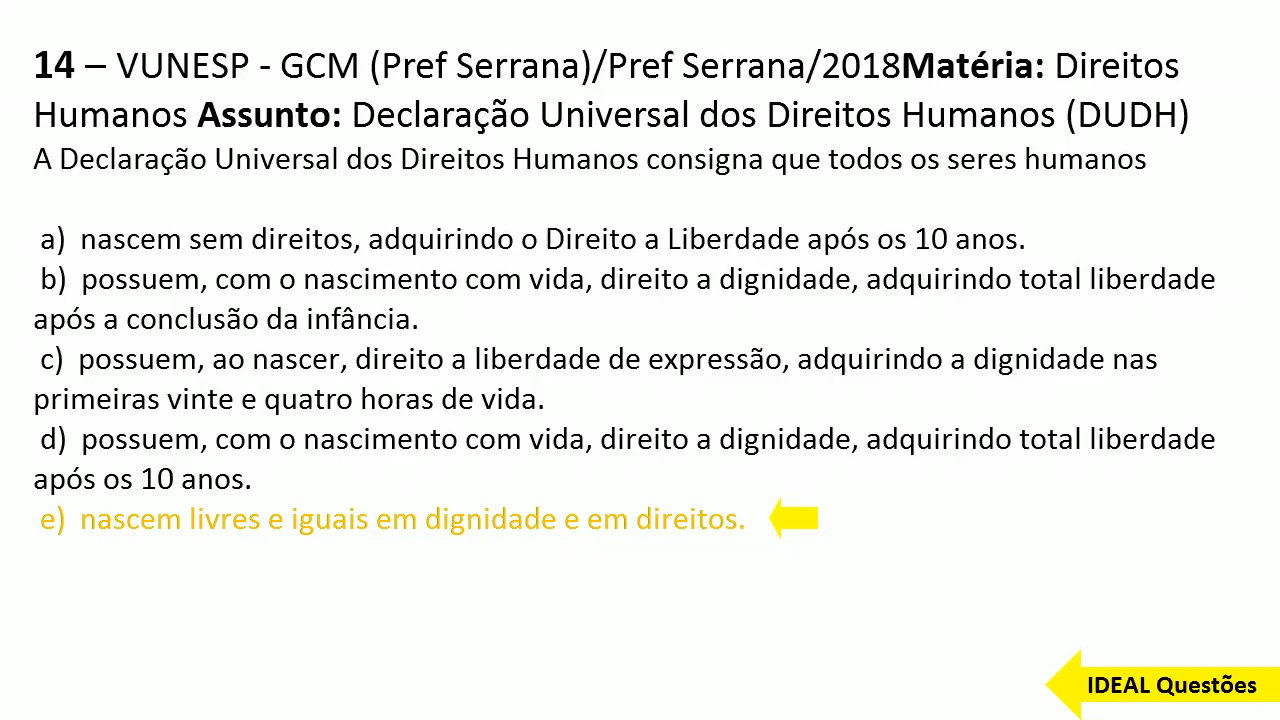 14 – VUNESP - GCM (Pref Serrana)/Pref Serrana/2018Matéria: Direitos
Humanos Assunto: Declaração Universal dos Direitos Humanos (DUDH)
A Declaração Universal dos Direitos Humanos consigna que todos os seres humanos
a) nascem sem direitos, adquirindo o Direito a Liberdade após os 10 anos.
b) possuem, com o nascimento com vida, direito a dignidade, adquirindo total liberdade
após a conclusão da infância.
c) possuem, ao nascer, direito a liberdade de expressão, adquirindo a dignidade nas
primeiras vinte e quatro horas de vida.
d) possuem, com o nascimento com vida, direito a dignidade, adquirindo total liberdade
após os 10 anos.
e) nascem livres e iguais em dignidade e em direitos.
IDEAL Questões